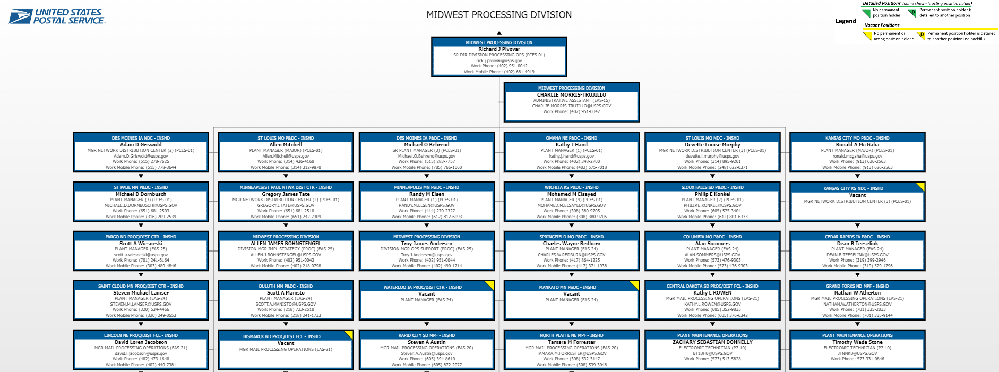 UNITED STATES
POSTAL SERVICE®
MIDWEST PROCESSING DIVISION
Detailed Positions (name shown is acting position holder)
No permanent
position holder
D
Permanent position holder is
detailed to another position
Legend
Vacant Positions
No permanent or
acting position holder
D
Permanent position holder is detailed
to another position (no backfill)
MIDWEST PROCESSING DIVISION
Richard J Pivovar
SR DIR DIVISION PROCESSING OPS (PCES-01)
rick.j.pivovar@usps.gov
Work Phone: (402) 951-0042
Work Mobile Phone: (402) 681-4919
MIDWEST PROCESSING DIVISION
CHARLIE MORRIS-TRUJILLO
ADMINISTRATIVE ASSISTANT (EAS-15)
CHARLIE.MORRIS-TRUJILLO@USPS.GOV
Work Phone: (402) 951-0042
DES MOINES IA NDC - INSHD
Adam D Griswold
MGR NETWORK DISTRIBUTION CENTER (2) (PCES-01)
Adam.D.Griswold@usps.gov
Work Phone: (515) 278-7625
Work Mobile Phone: (515) 778-3644
ST LOUIS MO P&DC - INSHD
Allen Mitchell
PLANT MANAGER (MAJOR) (PCES-01)
Allen.Mitchell@usps.gov
Work Phone: (314) 436-4160
Work Mobile Phone: (314) 312-9870
DES MOINES IA P&DC - INSHD
Michael O Behrend
SR PLANT MANAGER (3) (PCES-01)
Michael.O.Behrend@usps.gov
Work Phone: (515) 283-7757
Work Mobile Phone: (785) 766-1060
OMAHA NE P&DC - INSHD
Kathy J Hand
PLANT MANAGER (1) (PCES-01)
kathy.j.hand@usps.gov
Work Phone: (402) 348-2700
Work Mobile Phone: (402) 575-7018
ST LOUIS MO NDC - INSHD
Devette Louise Murphy
MGR NETWORK DISTRIBUTION CENTER (3) (PCES-01)
devette.l.murphy@usps.gov
Work Phone: (314) 895-9201
Work Mobile Phone: (248) 622-0371
KANSAS CITY MO P&DC - INSHD
Ronald A Mc Gaha
PLANT MANAGER (MAJOR) (PCES-01)
ronald.mcgaha@usps.gov
Work Phone: (913) 626-2563
Work Mobile Phone: (913) 626-2563
ST PAUL MN P&DC - INSHD
Michael D Dornbusch
PLANT MANAGER (3) (PCES-01)
MICHAEL.D.DORNBUSCH@USPS.GOV
Work Phone: (651) 681-2503
Work Mobile Phone: (316) 209-2539
MINNEAPLS/ST PAUL NTWK DIST CTR - INSHD
Gregory James Tate
MGR NETWORK DISTRIBUTION CENTER (2) (PCES-01)
GREGORY.J.TATE@USPS.GOV
Work Phone: (651) 681-2510
Work Mobile Phone: (651) 242-7309
MINNEAPOLIS MN P&DC - INSHD
Randy M Elsen
PLANT MANAGER (1) (PCES-01)
RANDY.M.ELSEN@USPS.GOV
Work Phone: (414) 270-2327
Work Mobile Phone: (612) 812-6093
WICHITA KS P&DC - INSHD
Mohamed M Elsayed
PLANT MANAGER (4) (PCES-01)
MOHAMED.M.ELSAYED@USPS.GOV
Work Phone: (308) 380-9705
Work Mobile Phone: (308) 380-9705
SIOUX FALLS SD P&DC - INSHD
Philip E Konkel
PLANT MANAGER (2) (PCES-01)
PHILIP.E.KONKEL@USPS.GOV
Work Phone: (605) 575-3404
Work Mobile Phone: (612) 801-6333
KANSAS CITY KS NDC - INSHD
Vacant
MGR NETWORK DISTRIBUTION CENTER (3) (PCES-01)
FARGO ND PROC/DIST CTR - INSHD
Scott A Wiesneski
PLANT MANAGER (EAS-25)
scott.a.wiesneski@usps.gov
Work Phone: (701) 241-6164
Work Mobile Phone: (303) 489-4846
MIDWEST PROCESSING DIVISION
ALLEN JAMES BOHNSTENGEL
DIVISION MGR IMPL STRATEGY (PROC) (EAS-25)
ALLEN.J.BOHNSTENGEL@USPS.GOV
Work Phone: (402) 951-0043
Work Mobile Phone: (402) 218-0798
MIDWEST PROCESSING DIVISION
Troy James Andersen
DIVISION MGR OPS SUPPORT (PROC) (EAS-25)
Troy.J.Andersen@usps.gov
Work Phone: (402) 951-0044
Work Mobile Phone: (402) 490-1714
SPRINGFIELD MO P&DC - INSHD
Charles Wayne Redburn
PLANT MANAGER (EAS-24)
CHARLES.W.REDBURN@USPS.GOV
Work Phone: (417) 864-1225
Work Mobile Phone: (417) 371-1938
COLUMBIA MO P&DC - INSHD
Alan Sommers
PLANT MANAGER (EAS-24)
ALAN.SOMMERS@USPS.GOV
Work Phone: (573) 476-9303
Work Mobile Phone: (573) 476-9303
CEDAR RAPIDS IA P&DC - INSHD
Dean B Teeselink
PLANT MANAGER (EAS-24)
DEAN.B.TEESELINK@USPS.GOV
Work Phone: (319) 399-2946
Work Mobile Phone: (319) 529-1796
SAINT CLOUD MN PROC/DIST CTR - INSHD
Steven Michael Lamser
PLANT MANAGER (EAS-24)
STEVEN.M.LAMSER@USPS.GOV
Work Phone: (320) 534-4466
Work Mobile Phone: (320) 249-0553
DULUTH MN P&DC - INSHD
Scott A Manisto
PLANT MANAGER (EAS-24)
SCOTT.A.MANISTO@USPS.GOV
Work Phone: (218) 723-2510
Work Mobile Phone: (218) 241-1733
WATERLOO IA PROC/DIST CTR - INSHD
Vacant
PLANT MANAGER (EAS-24)
MANKATO MN P&DC - INSHD
Vacant
PLANT MANAGER (EAS-24)
CENTRAL DAKOTA SD PROC/DIST FCL - INSHD
Kathy L ROWEN
MGR MAIL PROCESSING OPERATIONS (EAS-21)
KATHY.L.ROWEN@USPS.GOV
Work Phone: (605) 352-9835
Work Mobile Phone: (605) 376-6342
GRAND FORKS ND MPF - INSHD
Nathan W Atherton
MGR MAIL PROCESSING OPERATIONS (EAS-21)
NATHAN.W.ATHERTON@USPS.GOV
Work Phone: (701) 335-2033
Work Mobile Phone: (701) 335-9144
LINCOLN NE PROC/DIST FCL - INSHD
David Loren Jacobson
MGR MAIL PROCESSING OPERATIONS (EAS-21)
david.l.jacobson@usps.gov
Work Phone: (402) 473-1640
Work Mobile Phone: (402) 440-7381
BISMARCK ND PROC/DIST FCL - INSHD
Vacant
MGR MAIL PROCESSING OPERATIONS (EAS-21)
RAPID CITY SD MPF - INSHD
Steven A Austin
MGR MAIL PROCESSING OPERATIONS (EAS-20)
Steven.A.Austin@usps.gov
Work Phone: (605) 394-8610
Work Mobile Phone: (605) 872-2077
NORTH PLATTE NE MPF - INSHD
Tamara M Forrester
MGR MAIL PROCESSING OPERATIONS (EAS-20)
TAMARA.M.FORRESTER@USPS.GOV
Work Phone: (308) 532-3147
Work Mobile Phone: (308) 539-3048
PLANT MAINTENANCE OPERATIONS
ZACHARY SEBASTIAN DONNELLY
ELECTRONIC TECHNICIAN (P7-10)
BT1BH0@USPS.GOV
Work Phone: (573) 513-5828
PLANT MAINTENANCE OPERATIONS
Timothy Wade Stone
ELECTRONIC TECHNICIAN (P7-10)
JFNNKB@USPS.GOV
Work Phone: 573-331-0846